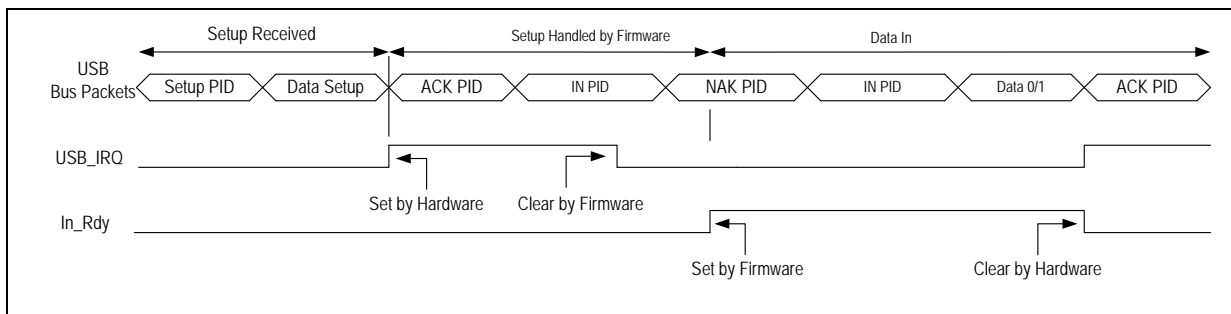 Setup Received Setup Handled by Firmware Data In
USB
Bus Packets Setup PID Data Setup ACK PID IN PID NAK PID IN PID Data 0/1 ACK PID
USB_IRQ
Set by Hardware Clear by Firmware
In_Rdy
Set by Firmware Clear by Hardware